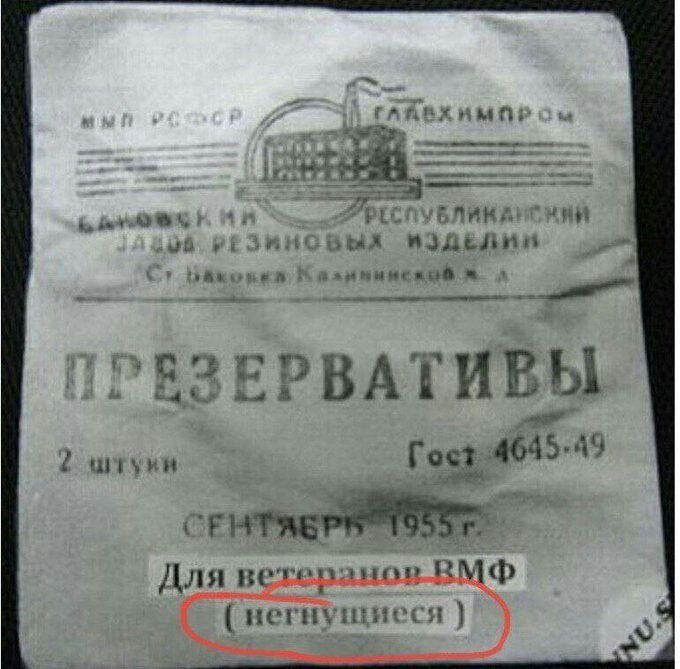 ММП РСФСР ГЛАВХИМПРОМ
БАКОВСКИЙ РЕСПУБЛИКАНСКИЙ
ЗАВОД РЕЗИНОВЫХ ИЗДЕЛИЙ
Ст Баковка Калининской ж. д
ПРЕЗЕРВАТИВЫ
2 штуки Гост 4645-49
СЕНТЯБРЬ 1955 г.
Для ветеранов ВМФ
( негнущиеся )